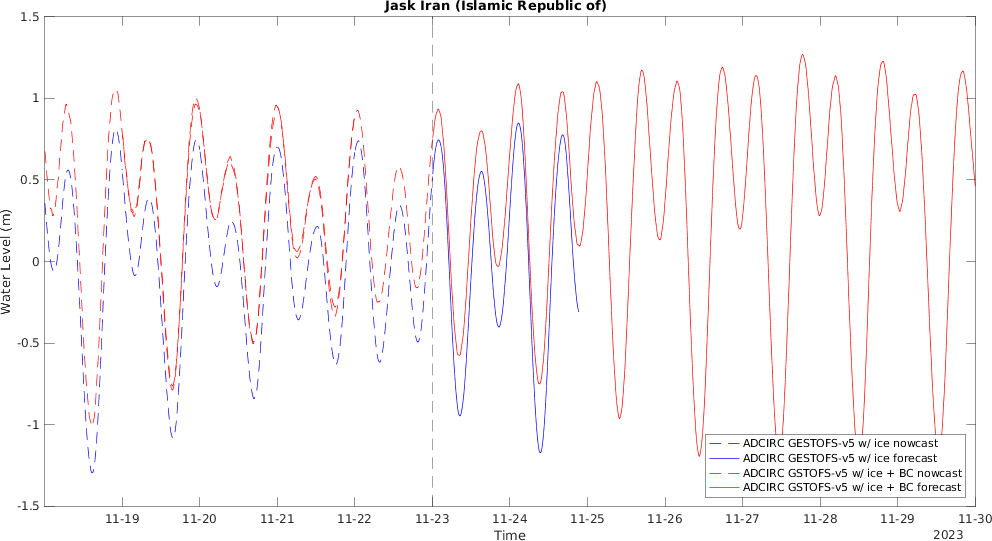 Jask Iran (Islamic Republic of)
1.5
1
0.5
0
-0.5
-1
-1.5
Water Level (m)
ADCIRC GESTOFS-v5 w/ ice nowcast
ADCIRC GESTOFS-v5 w/ ice forecast
ADCIRC GSTOFS-v5 w/ ice + BC nowcast
ADCIRC GSTOFS-v5 w/ ice + BC forecast
11-19 11-20 11-21 11-22 11-23 11-24 11-25 11-26 11-27 11-28 11-29 11-30
Time
2023